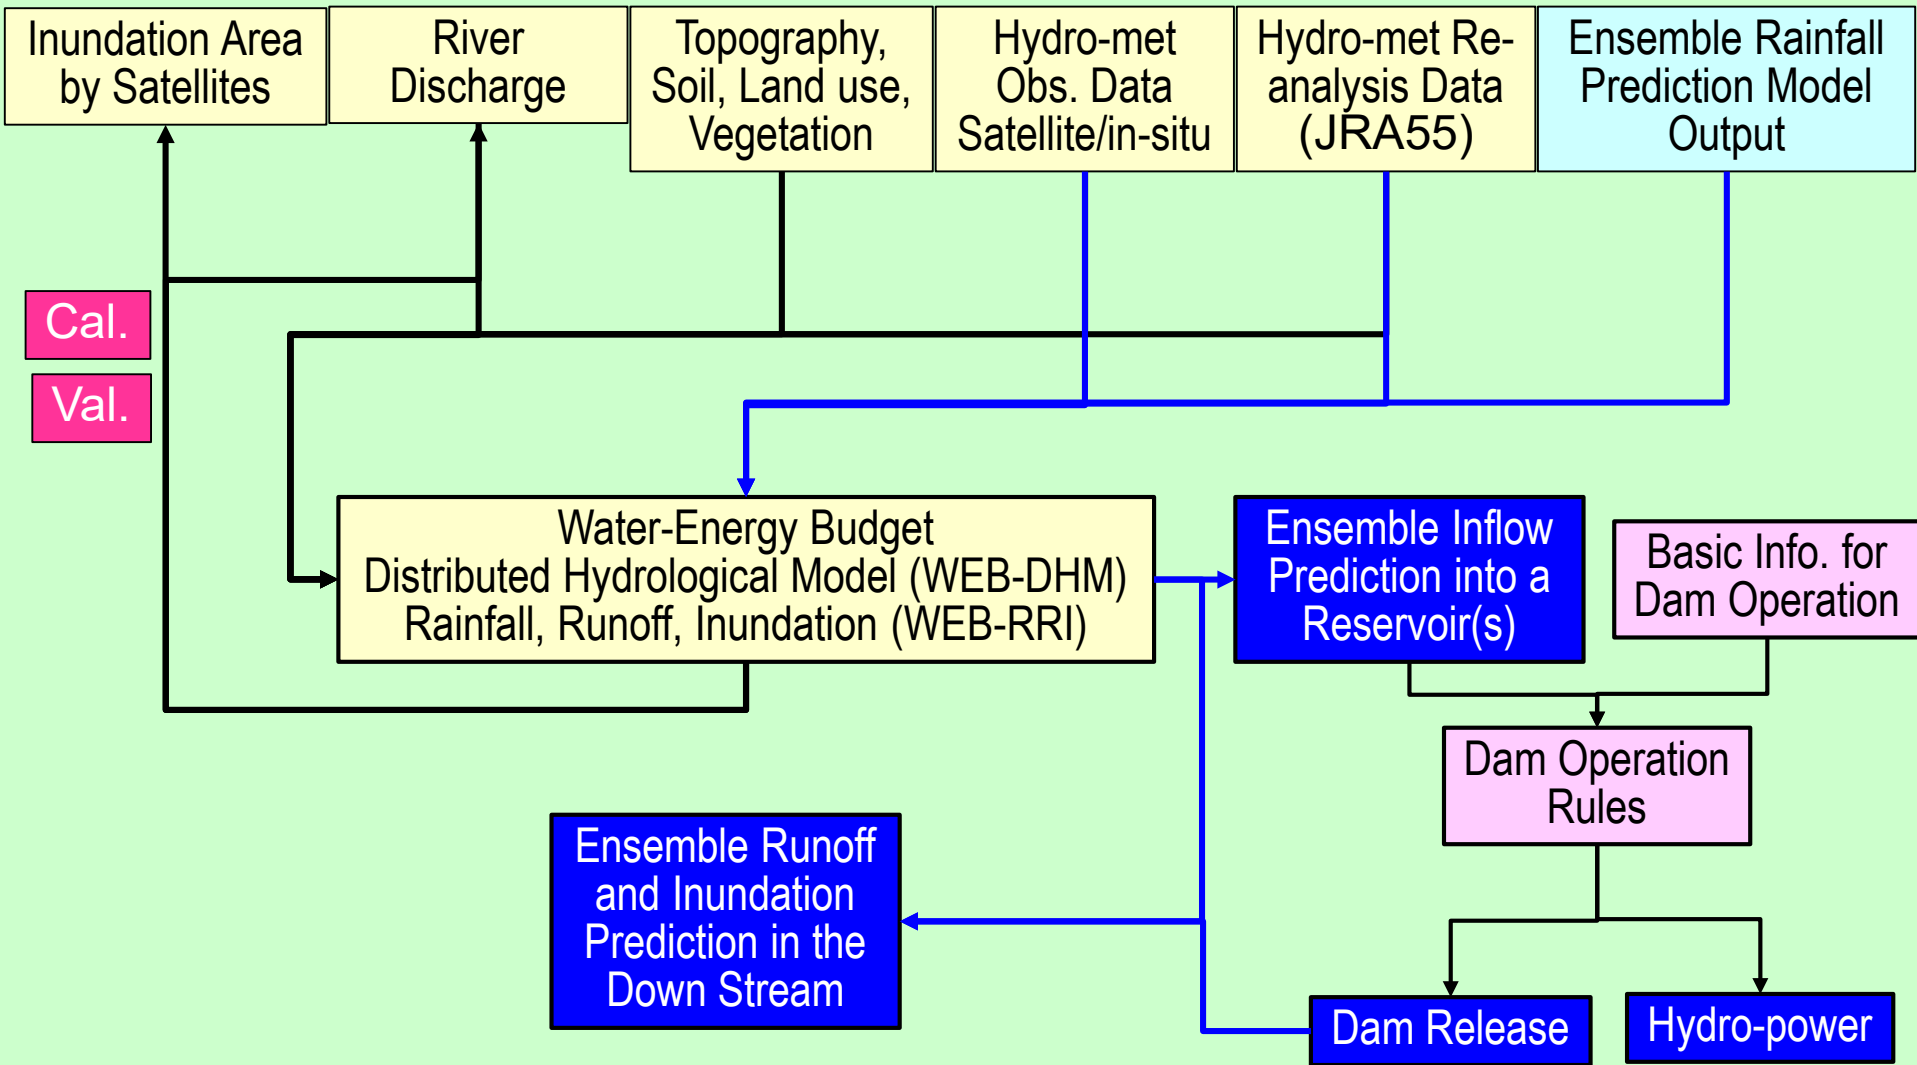 Inundation Area
by Satellites
River
Discharge
Topography,
Soil, Land use,
Vegetation
Hydro-met
Obs. Data
Satellite/in-situ
Hydro-met Re-
analysis Data
(JRA55)
Ensemble Rainfall
Prediction Model
Output
Cal.
Val.
Water-Energy Budget
Distributed Hydrological Model (WEB-DHM)
Rainfall, Runoff, Inundation (WEB-RRI)
Ensemble Inflow
Prediction into a
Reservoir(s)
Basic Info. for
Dam Operation
Dam Operation
Rules
Ensemble Runoff
and Inundation
Prediction in the
Down Stream
Dam Release
Hydro-power